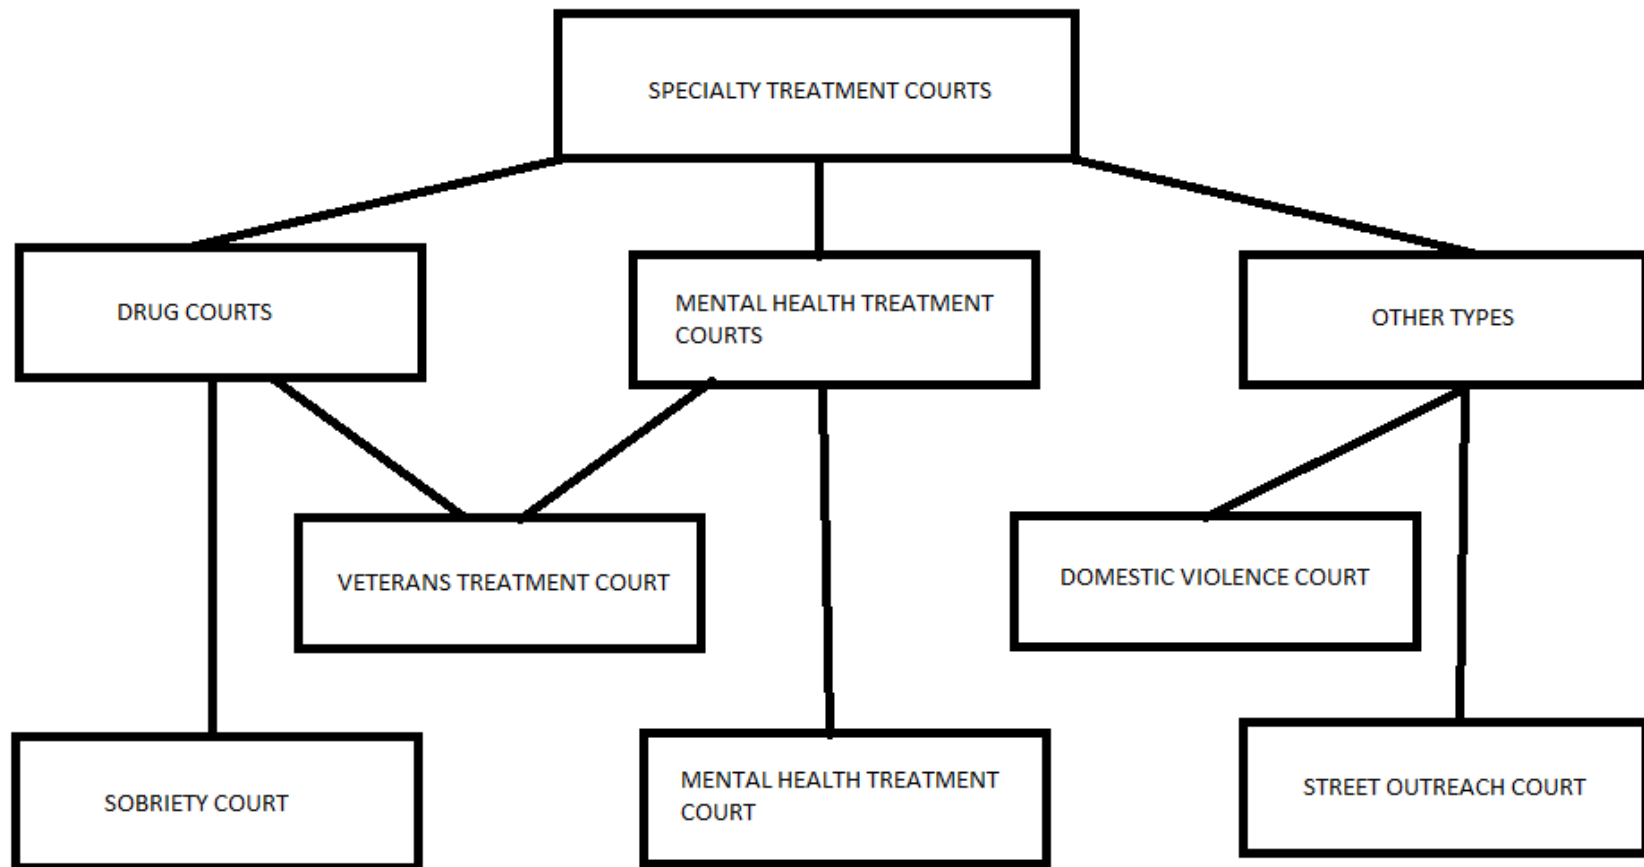 SPECIALTY TREATMENT COURTS
DRUG COURTS
MENTAL HEALTH TREATMENT
COURTS
OTHER TYPES
VETERANS TREATMENT COURT
DOMESTIC VIOLENCE COURT
SOBRIETY COURT
MENTAL HEALTH TREATMENT
COURT
STREET OUTREACH COURT